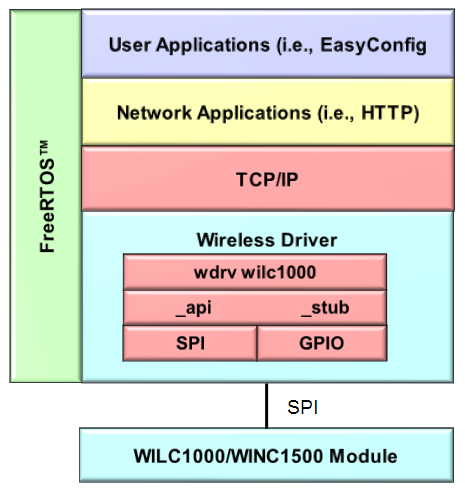 FreeRTOS™
User Applications (i.e., EasyConfig
Network Applications (i.e., HTTP)
TCP/IP
Wireless Driver
wdrv wilc1000
_api _stub
SPI GPIO
SPI
WILC1000/WINC1500 Module